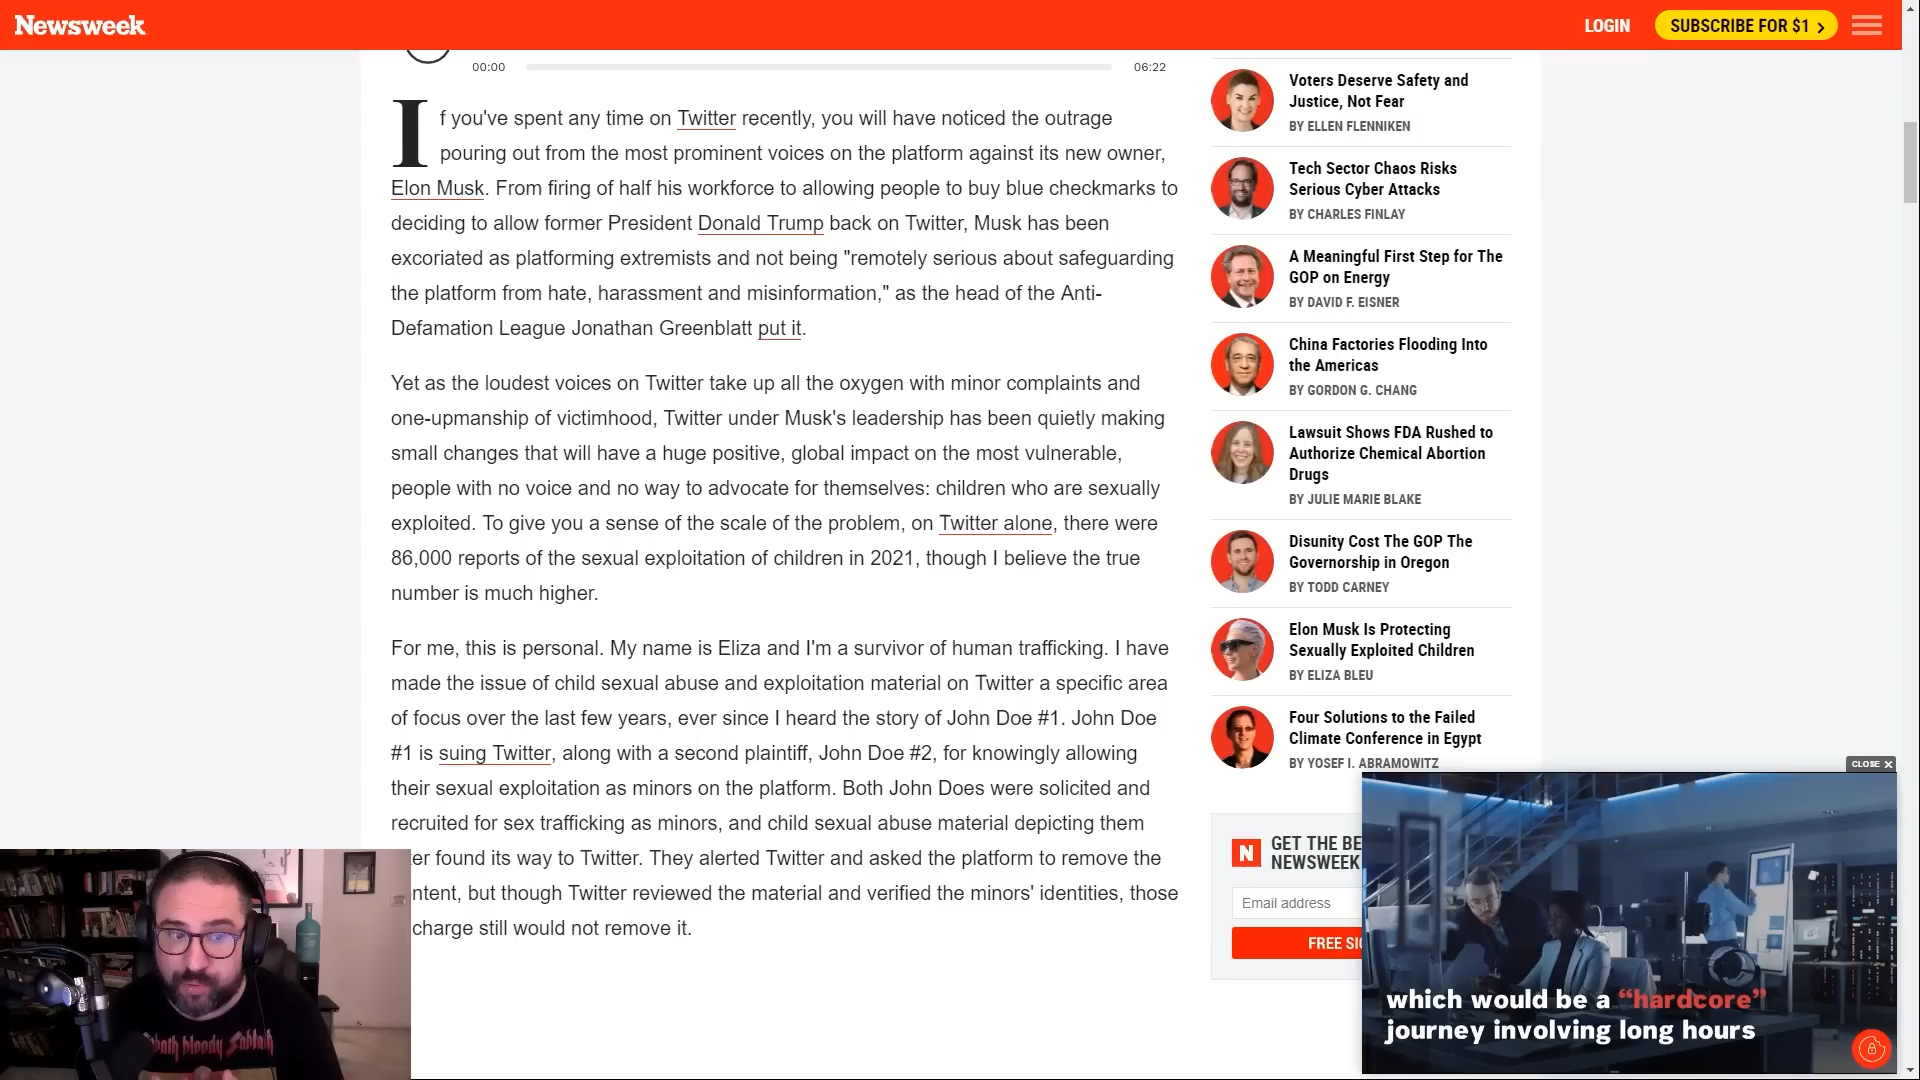 Newsweek
LOGIN
SUBSCRIBE FOR $1
00:00
06:22
If you've spent any time on Twitter recently, you will have noticed the outrage
pouring out from the most prominent voices on the platform against its new owner,
Elon Musk. From firing of half his workforce to allowing people to buy blue checkmarks to
deciding to allow former President Donald Trump back on Twitter, Musk has been
excoriated as platforming extremists and not being "remotely serious about safeguarding
the platform from hate, harassment and misinformation," as the head of the Anti-
Defamation League Jonathan Greenblatt put it.
Yet as the loudest voices on Twitter take up all the oxygen with minor complaints and
one-upmanship of victimhood, Twitter under Musk's leadership has been quietly making
small changes that will have a huge positive, global impact on the most vulnerable,
people with no voice and no way to advocate for themselves: children who are sexually
exploited. To give you a sense of the scale of the problem, on Twitter alone, there were
86,000 reports of the sexual exploitation of children in 2021, though I believe the true
number is much higher.
For me, this is personal. My name is Eliza and I'm a survivor of human trafficking. I have
made the issue of child sexual abuse and exploitation material on Twitter a specific area
of focus over the last few years, ever since I heard the story of John Doe #1. John Doe
#1 is suing Twitter, along with a second plaintiff, John Doe #2, for knowingly allowing
their sexual exploitation as minors on the platform. Both John Does were solicited and
recruited for sex trafficking as minors, and child sexual abuse material depicting them
er found its way to Twitter. They alerted Twitter and asked the platform to remove the
ntent, but though Twitter reviewed the material and verified the minors' identities, those
charge still would not remove it.
Voters Deserve Safety and
Justice, Not Fear
BY ELLEN FLENNIKEN
Tech Sector Chaos Risks
Serious Cyber Attacks
BY CHARLES FINLAY
A Meaningful First Step for The
GOP on Energy
BY DAVID F. EISNER
China Factories Flooding Into
the Americas
BY GORDON G. CHANG
Lawsuit Shows FDA Rushed to
Authorize Chemical Abortion
Drugs
BY JULIE MARIE BLAKE
Disunity Cost The GOP The
Governorship in Oregon
BY TODD CARNEY
Elon Musk Is Protecting
Sexually Exploited Children
BY ELIZA BLEU
Four Solutions to the Failed
Climate Conference in Egypt
BY YOSEF I. ABRAMOWITZ
CLOSE X
N
GET THE BE
NEWSWEEK
Email address
FREE SI
which would be a "hardcore"
journey involving long hours
bath bloody Sabbath